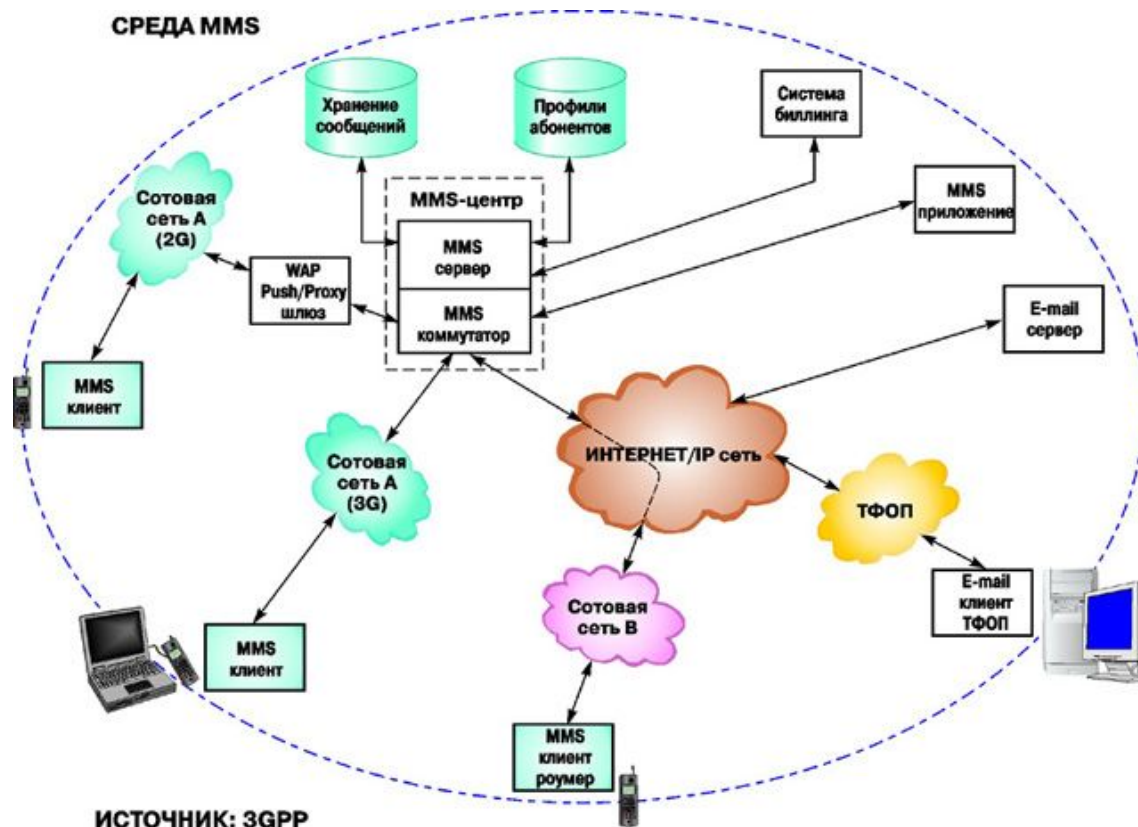 СРЕДА MMS
Хранение
сообщений
Профили
абонентов
Система
биллинга
MMS
приложение
E-mail
сервер
MMS-центр
MMS
сервер
MMS
коммутатор
Сотовая
сеть А
(2G)
WAP
Push/Proxy
шлюз
MMS
клиент
Сотовая
сеть А
(3G)
MMS
клиент
ИНТЕРНЕТ/IP сеть
ТФОП
E-mail
клиент
ТФОП
Сотовая
сеть В
MMS
клиент
роумер
ИСТОЧНИК: 3GPP